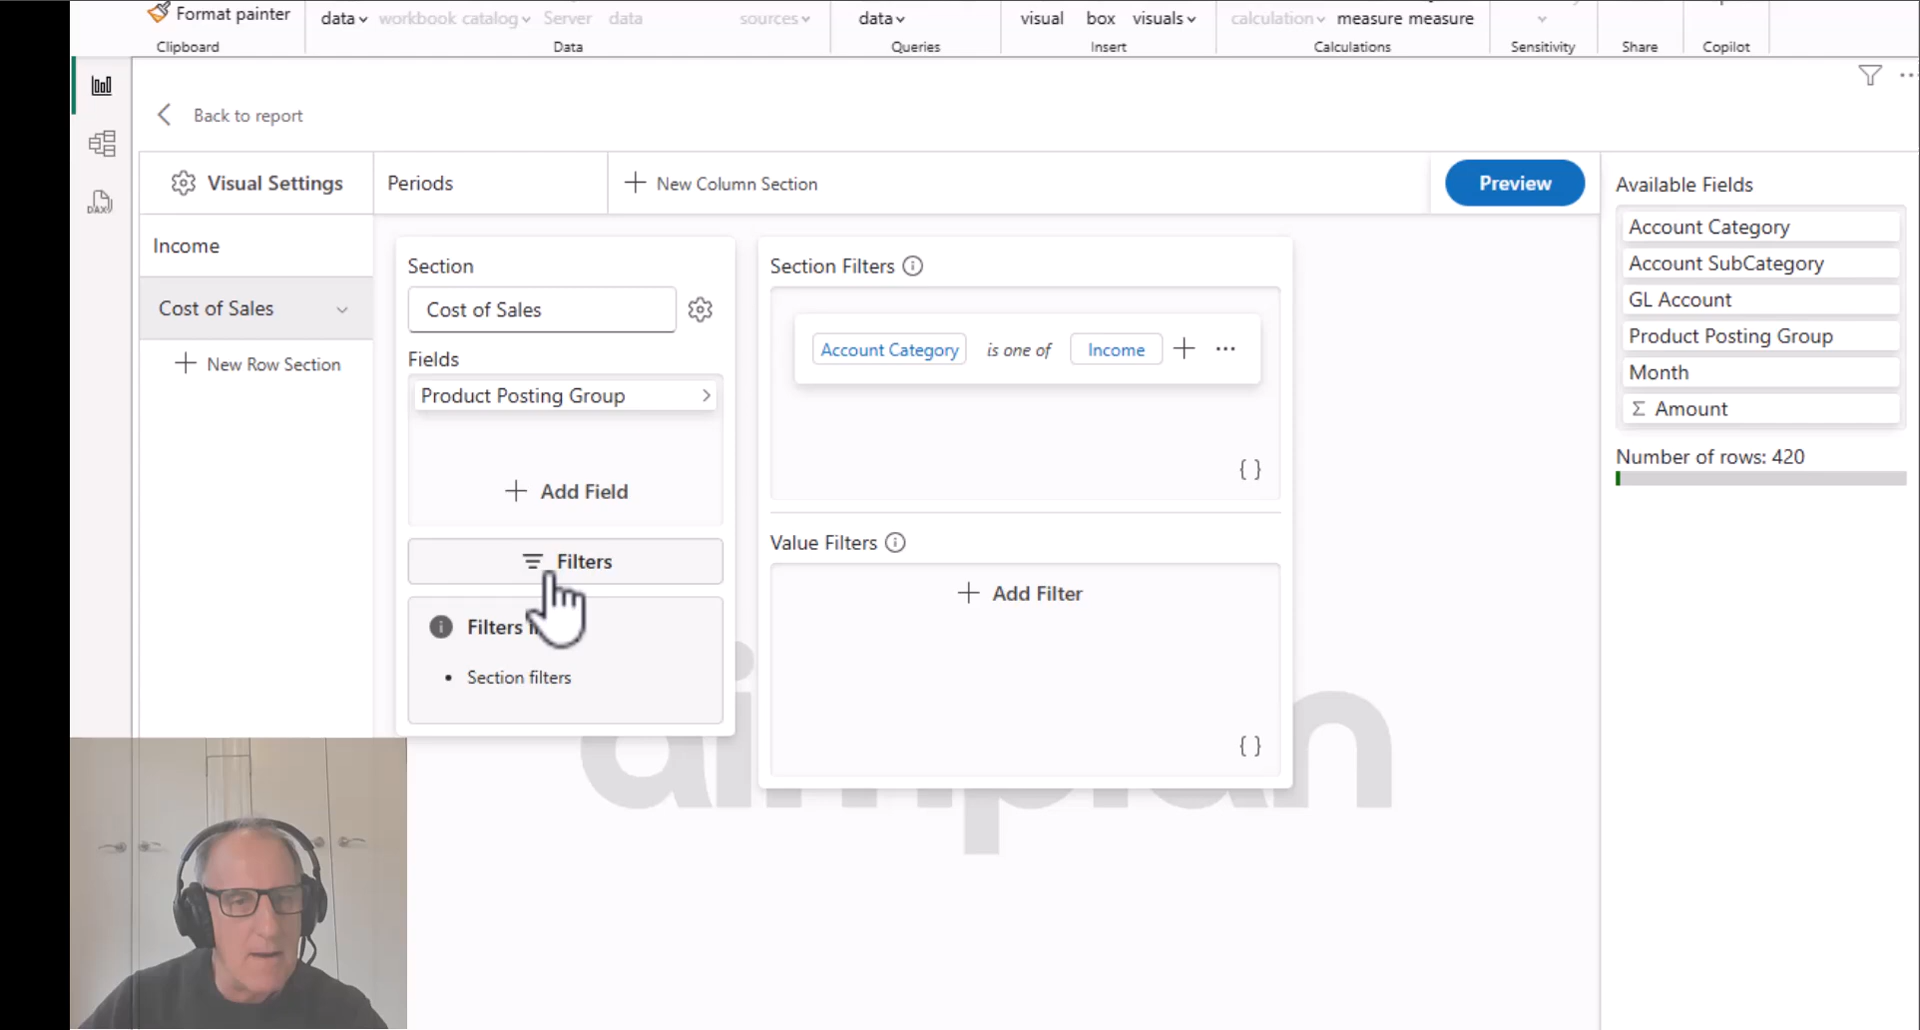 Format painter
data
workbook catalog
Server
data
sources
data
visual
box
visuals
calculation
measure measure
Clipboard
Data
Queries
Insert
Calculations
Sensitivity
Share
Copilot
DAX
Back to report
Visual Settings
Periods
New Column Section
Preview
Available Fields
Income
Cost of Sales
New Row Section
Section
Cost of Sales
Fields
Product Posting Group
Add Field
Filters
Filters
Section filters
Section Filters
Account Category is one of Income
{ }
Value Filters
Add Filter
{ }
Account Category
Account SubCategory
GL Account
Product Posting Group
Month
Σ Amount
Number of rows: 420
aimplan